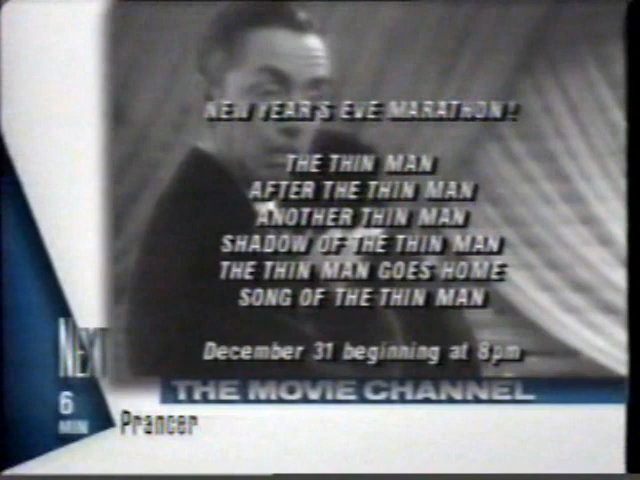 NEW YEAR'S EVE MARATHON!
THE THIN MAN
AFTER THE THIN MAN
ANOTHER THIN MAN
SHADOW OF THE THIN MAN
THE THIN MAN GOES HOME
SONG OF THE THIN MAN
December 31 beginning at 8pm
THE MOVIE CHANNEL
NEXT
6
MIN
Prancer